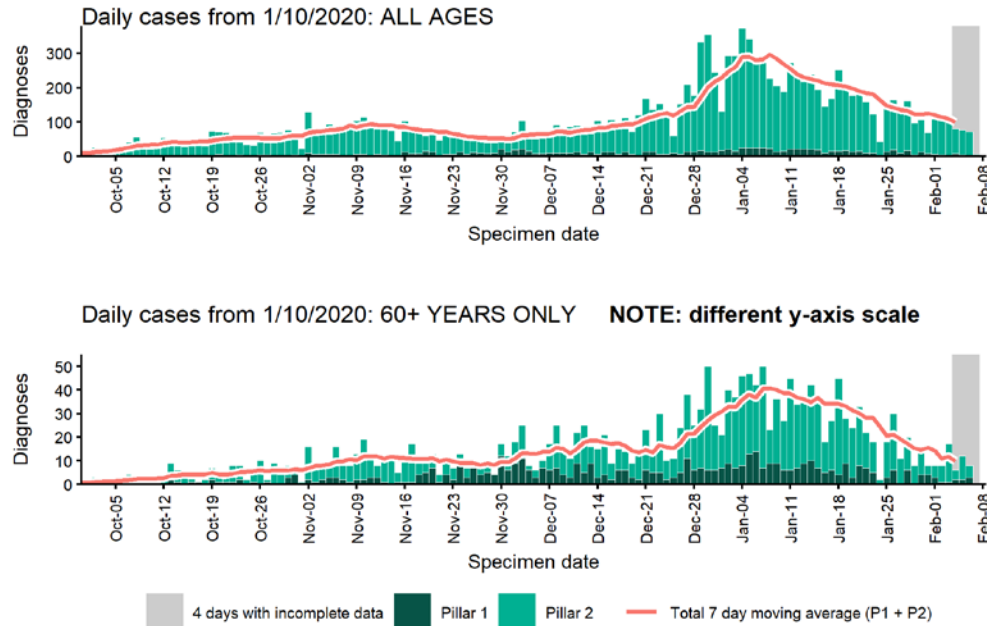 Daily cases from 1/10/2020: ALL AGES
Diagnoses
300
200
100
0
Oct-05
Oct-12
Oct-19
Oct-26
Nov-02
Nov-09
Nov-16
Nov-23
Nov-30
Dec-07
Dec-14
Dec-21
Dec-28
Jan-04
Jan-11
Jan-18
Jan-25
Feb-01
Feb-08
Specimen date
Daily cases from 1/10/2020: 60+ YEARS ONLY NOTE: different y-axis scale
Diagnoses
50
40
30
20
10
0
Oct-05
Oct-12
Oct-19
Oct-26
Nov-02
Nov-09
Nov-16
Nov-23
Nov-30
Dec-07
Dec-14
Dec-21
Dec-28
Jan-04
Jan-11
Jan-18
Jan-25
Feb-01
Feb-08
Specimen date
4 days with incomplete data Pillar 1 Pillar 2 Total 7 day moving average (P1 + P2)